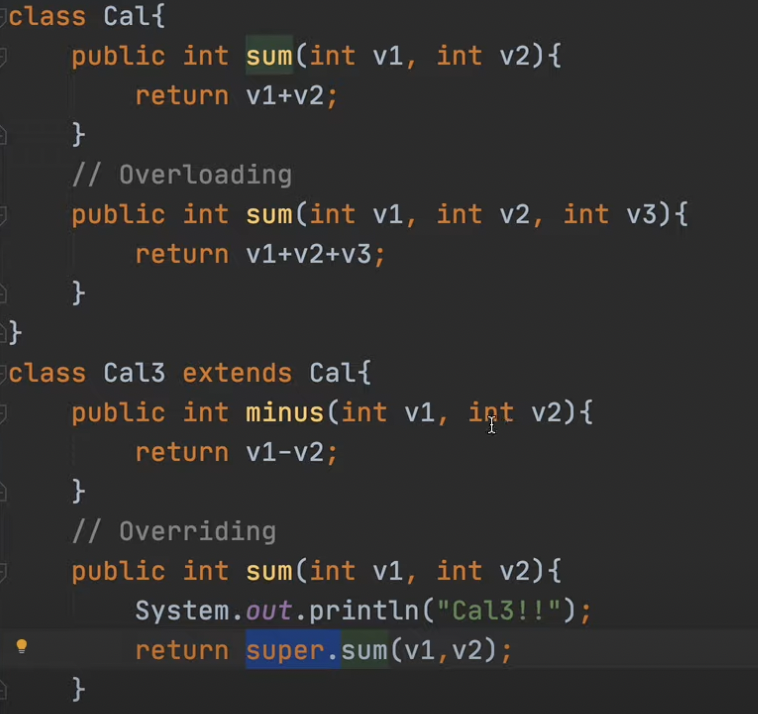 class Cal{
    public int sum(int v1, int v2){
        return v1+v2;
    }
    // Overloading
    public int sum(int v1, int v2, int v3){
        return v1+v2+v3;
    }
}
class Cal3 extends Cal{
    public int minus(int v1, int v2){
        return v1-v2;
    }
    // Overriding
    public int sum(int v1, int v2){
        System.out.println("Cal3!!");
        return super.sum(v1,v2);
    }